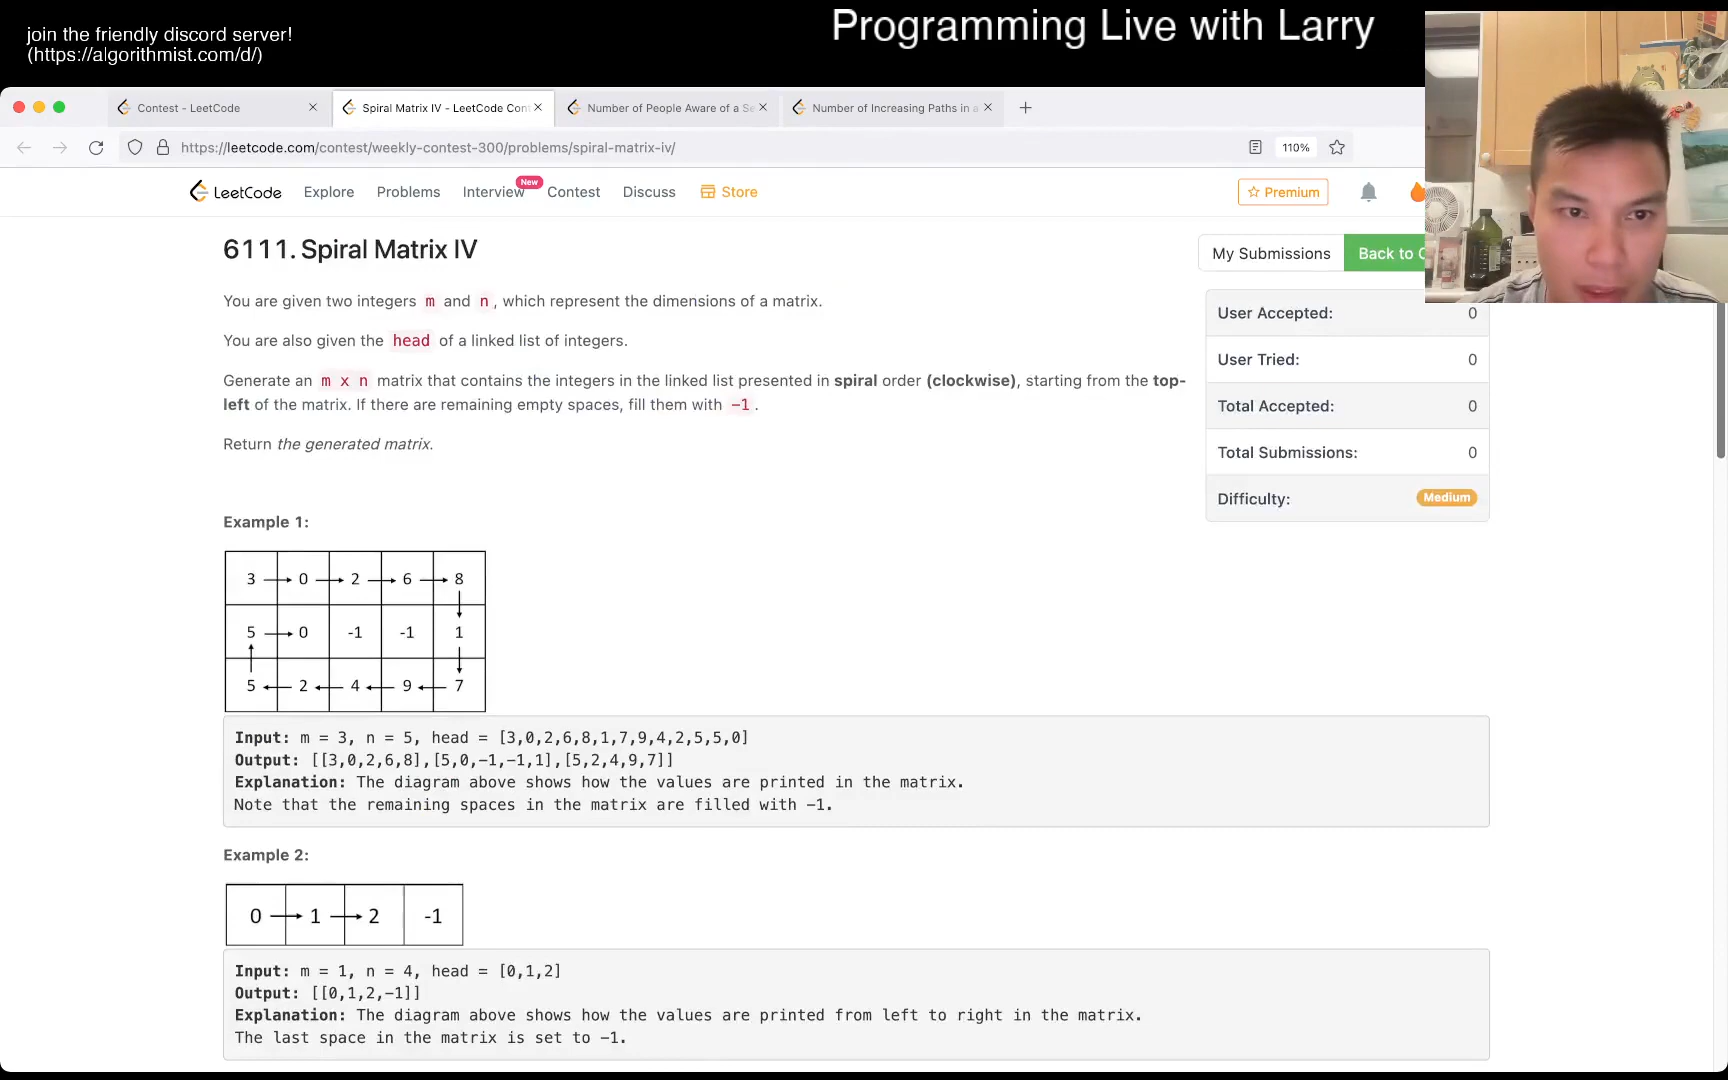 join the friendly discord server!
(https://algorithmist.com/d/)
Programming Live with Larry
Contest - LeetCode
Spiral Matrix IV - LeetCode Con
Number of People Aware of a Se
Number of Increasing Paths in a
https://leetcode.com/contest/weekly-contest-300/problems/spiral-matrix-iv/
110%
LeetCode
Explore
Problems
Interview
New
Contest
Discuss
Store
Premium
6111. Spiral Matrix IV
My Submissions
Back to C
You are given two integers m and n, which represent the dimensions of a matrix.
You are also given the head of a linked list of integers.
Generate an m x n matrix that contains the integers in the linked list presented in spiral order (clockwise), starting from the top-
left of the matrix. If there are remaining empty spaces, fill them with -1.
Return the generated matrix.
User Accepted: 0
User Tried: 0
Total Accepted: 0
Total Submissions: 0
Difficulty: Medium
Example 1:
3 0 2 6 8
5 0 -1 -1 1
5 2 4 9 7
Input: m = 3, n = 5, head = [3,0,2,6,8,1,7,9,4,2,5,5,0]
Output: [[3,0,2,6,8],[5,0,-1,-1,1],[5,2,4,9,7]]
Explanation: The diagram above shows how the values are printed in the matrix.
Note that the remaining spaces in the matrix are filled with -1.
Example 2:
0 1 2 -1
Input: m = 1, n = 4, head = [0,1,2]
Output: [[0,1,2,-1]]
Explanation: The diagram above shows how the values are printed from left to right in the matrix.
The last space in the matrix is set to -1.